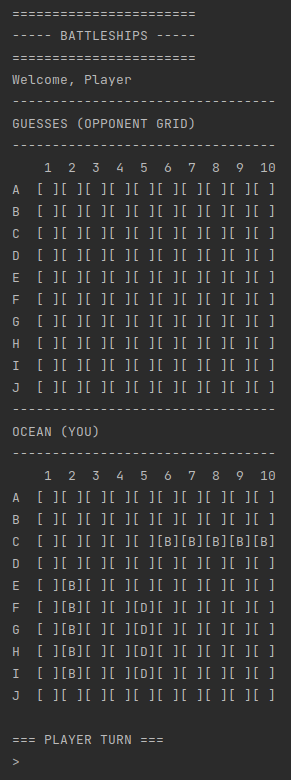 =======================
----- BATTLESHIPS -----
=======================
Welcome, Player
---------------------------------
GUESSES (OPPONENT GRID)
---------------------------------
    1  2  3  4  5  6  7  8  9  10
A  [ ][ ][ ][ ][ ][ ][ ][ ][ ][ ]
B  [ ][ ][ ][ ][ ][ ][ ][ ][ ][ ]
C  [ ][ ][ ][ ][ ][ ][ ][ ][ ][ ]
D  [ ][ ][ ][ ][ ][ ][ ][ ][ ][ ]
E  [ ][ ][ ][ ][ ][ ][ ][ ][ ][ ]
F  [ ][ ][ ][ ][ ][ ][ ][ ][ ][ ]
G  [ ][ ][ ][ ][ ][ ][ ][ ][ ][ ]
H  [ ][ ][ ][ ][ ][ ][ ][ ][ ][ ]
I  [ ][ ][ ][ ][ ][ ][ ][ ][ ][ ]
J  [ ][ ][ ][ ][ ][ ][ ][ ][ ][ ]
---------------------------------
OCEAN (YOU)
---------------------------------
    1  2  3  4  5  6  7  8  9  10
A  [ ][ ][ ][ ][ ][ ][ ][ ][ ][ ]
B  [ ][ ][ ][ ][ ][ ][ ][ ][ ][ ]
C  [ ][ ][ ][ ][ ][B][B][B][B][B]
D  [ ][ ][ ][ ][ ][ ][ ][ ][ ][ ]
E  [ ][B][ ][ ][ ][ ][ ][ ][ ][ ]
F  [ ][B][ ][ ][D][ ][ ][ ][ ][ ]
G  [ ][B][ ][ ][D][ ][ ][ ][ ][ ]
H  [ ][B][ ][ ][D][ ][ ][ ][ ][ ]
I  [ ][B][ ][ ][D][ ][ ][ ][ ][ ]
J  [ ][ ][ ][ ][ ][ ][ ][ ][ ][ ]
=== PLAYER TURN ===
>